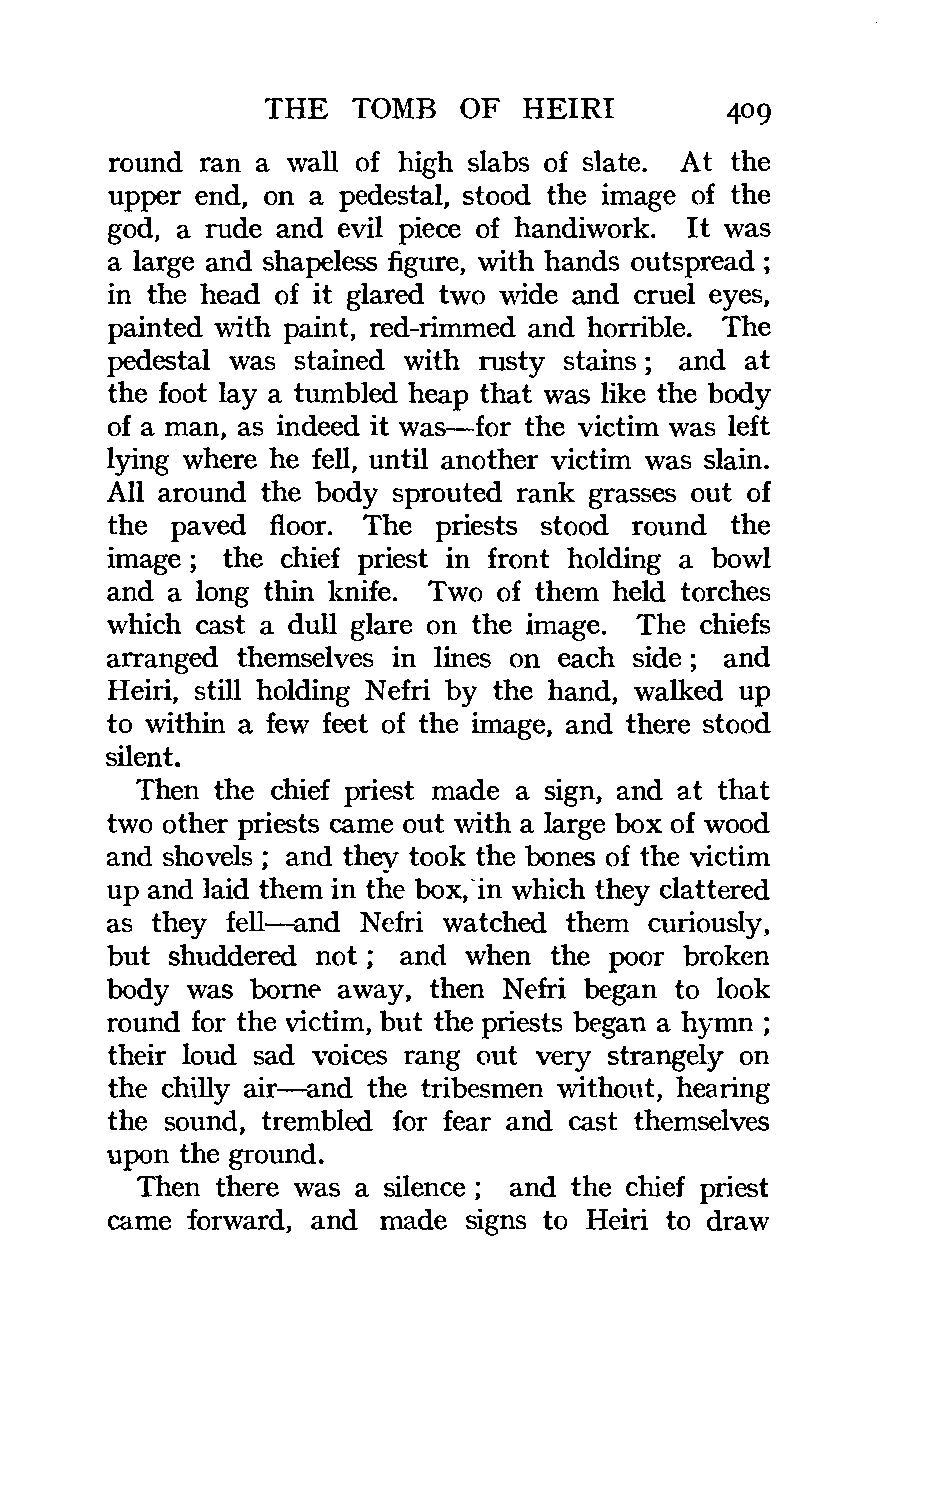 THE TOMB OF HEIRI 409
round ran a wall of high slabs of slate. At the
upper end, on a pedestal, stood the image of the
god, a rude and evil piece of handiwork. It was
a large and shapeless figure, with hands outspread ;
in the head of it glared two wide and cruel eyes,
painted with paint, red-rimmed and horrible. The
pedestal was stained with rusty stains ; and at
the foot lay a tumbled heap that was like the body
of a man, as indeed it was—for the victim was left
lying where he fell, until another victim was slain.
All around the body sprouted rank grasses out of
the paved floor. The priests stood round the
image ; the chief priest in front holding a bowl
and a long thin knife. Two of them held torches
which cast a dull glare on the image. The chiefs
arranged themselves in lines on each side ; and
Heiri, still holding Nefri by the hand, walked up
to within a few feet of the image, and there stood
silent.
Then the chief priest made a sign, and at that
two other priests came out with a large box of wood
and shovels ; and they took the bones of the victim
up and laid them in the box, in which they clattered
as they fell—and Nefri watched them curiously,
but shuddered not ; and when the poor broken
body was borne away, then Nefri began to look
round for the victim, but the priests began a hymn ;
their loud sad voices rang out very strangely on
the chilly air—and the tribesmen without, hearing
the sound, trembled for fear and cast themselves
upon the ground.
Then there was a silence ; and the chief priest
came forward, and made signs to Heiri to draw